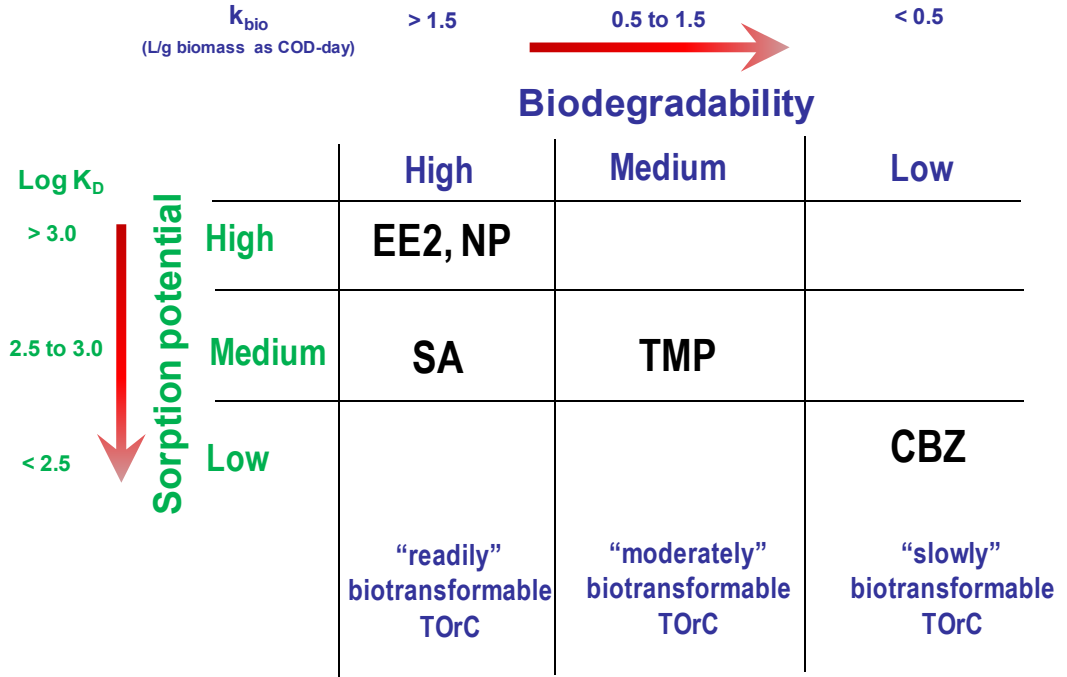 k_bio > 1.5 0.5 to 1.5 < 0.5
(L/g biomass as COD-day)
Biodegradability
High Medium Low
Log K_D
Sorption potential
> 3.0 High EE2, NP
2.5 to 3.0 Medium SA TMP
< 2.5 Low CBZ
“readily” “moderately” “slowly”
biotransformable biotransformable biotransformable
TOrC TOrC TOrC